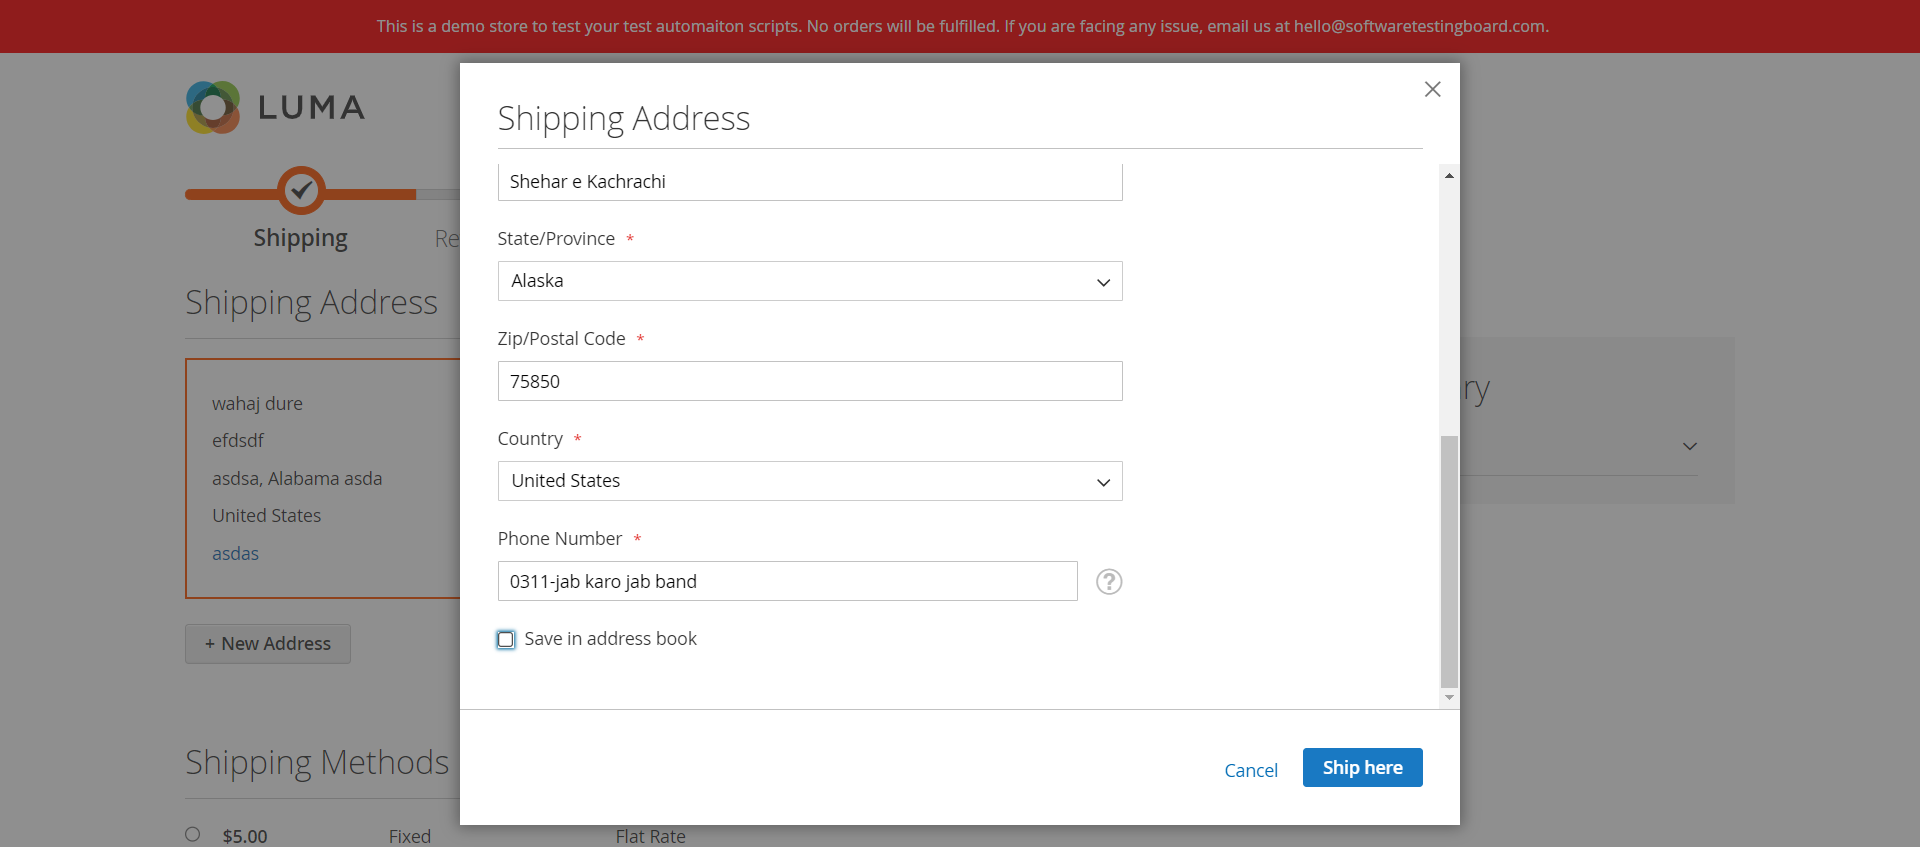 This is a demo store to test your test automaiton scripts. No orders will be fulfilled. If you are facing any issue, email us at hello@softwaretestingboard.com.
LUMA
Shipping
Re
Shipping Address
wahaj dure
efdsdf
asdsa, Alabama asda
United States
asdas
+ New Address
Shipping Methods
$5.00 Fixed Flat Rate
Shipping Address
Shehar e Kachrachi
State/Province *
Alaska
Zip/Postal Code *
75850
Country *
United States
Phone Number *
0311-jab karo jab band
?
Save in address book
Cancel
Ship here
ry